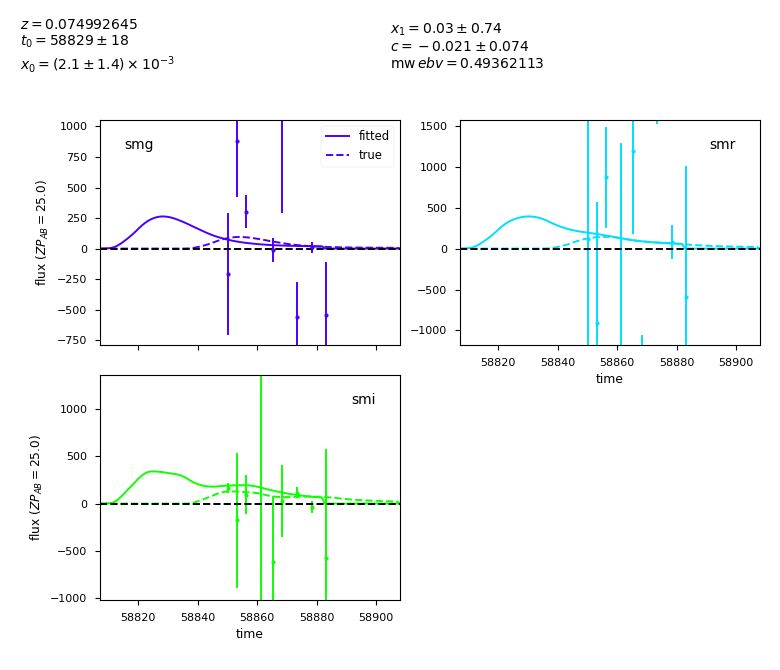 z = 0.074992645
t₀ = 58829 ± 18
x₀ = (2.1 ± 1.4) × 10⁻³
x₁ = 0.03 ± 0.74
c = −0.021 ± 0.074
mw ebv = 0.49362113
smg
fitted
true
1000
750
500
250
0
−250
−500
−750
flux (ZP_AB = 25.0)
smr
1500
1000
500
0
−500
−1000
58820 58840 58860 58880 58900
time
smi
1000
500
0
−500
−1000
flux (ZP_AB = 25.0)
58820 58840 58860 58880 58900
time